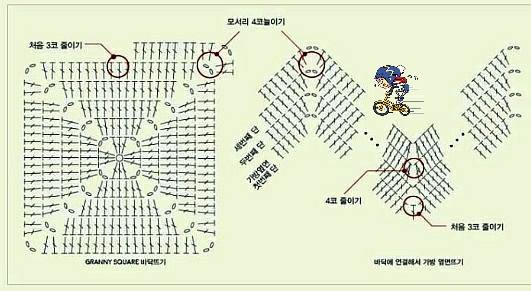 모서리 4코늘이기
처음 3코 줄이기
세번째 단
두번째 단
가방옆면
첫번째 단
4코 줄이기
처음 3코 줄이기
GRANNY SQUARE 바닥뜨기
바닥에 연결해서 가방 옆면뜨기